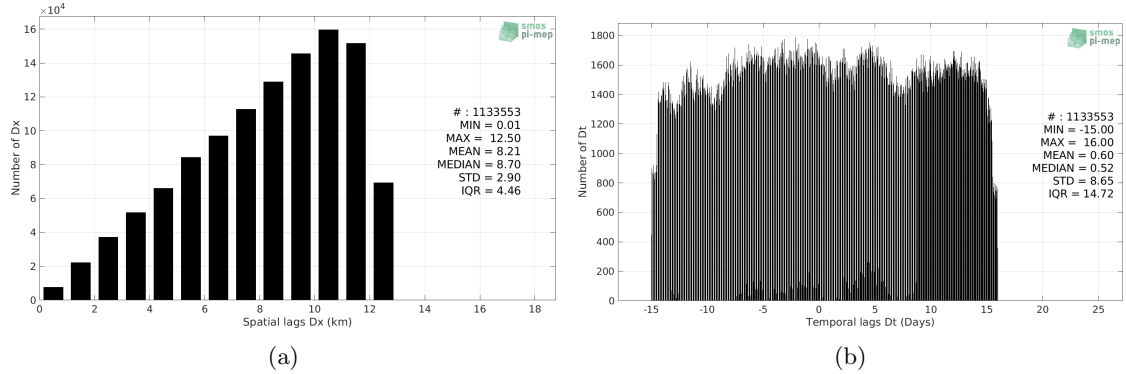 ×10⁴
16
14
12
10
8
6
4
2
0
Number of Dx
smos
pi-mep
# : 1133553
MIN = 0.01
MAX = 12.50
MEAN = 8.21
MEDIAN = 8.70
STD = 2.90
IQR = 4.46
0 2 4 6 8 10 12 14 16 18
Spatial lags Dx (km)
(a)
1800
1600
1400
1200
1000
800
600
400
200
0
Number of Dt
smos
pi-mep
# : 1133553
MIN = -15.00
MAX = 16.00
MEAN = 0.60
MEDIAN = 0.52
STD = 8.65
IQR = 14.72
-15 -10 -5 0 5 10 15 20 25
Temporal lags Dt (Days)
(b)